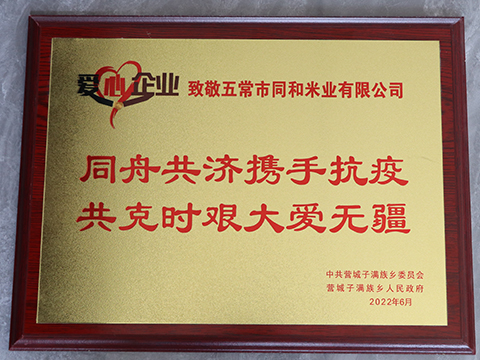 爱心企业 致敬五常市同和米业有限公司
同舟共济携手抗疫
共克时艰大爱无疆
中共营城子满族乡委员会
营城子满族乡人民政府
2022年6月